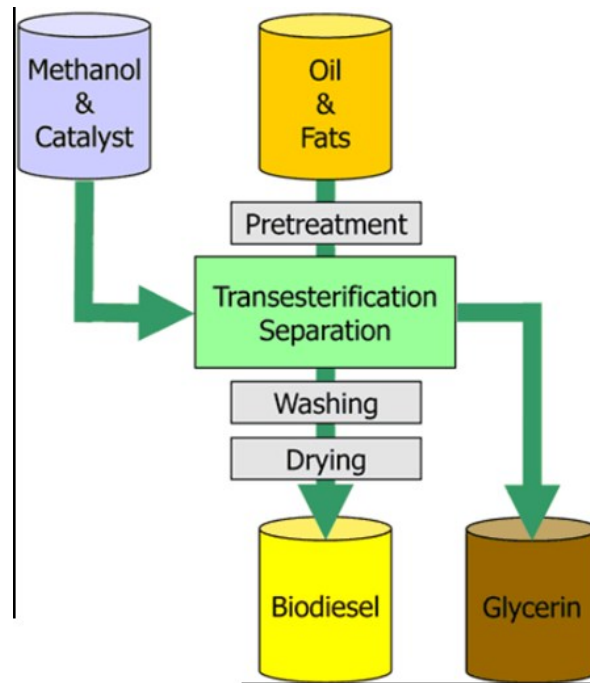 Methanol
&
Catalyst
Oil
&
Fats
Pretreatment
Transesterification
Separation
Washing
Drying
Biodiesel
Glycerin